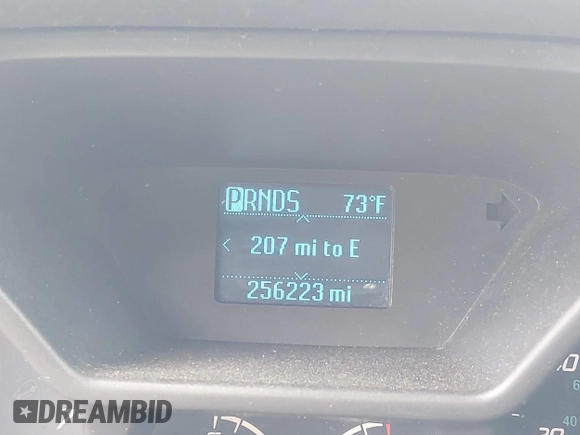 PRNDS 73°F
207 mi to E
256223 mi
DREAMBID